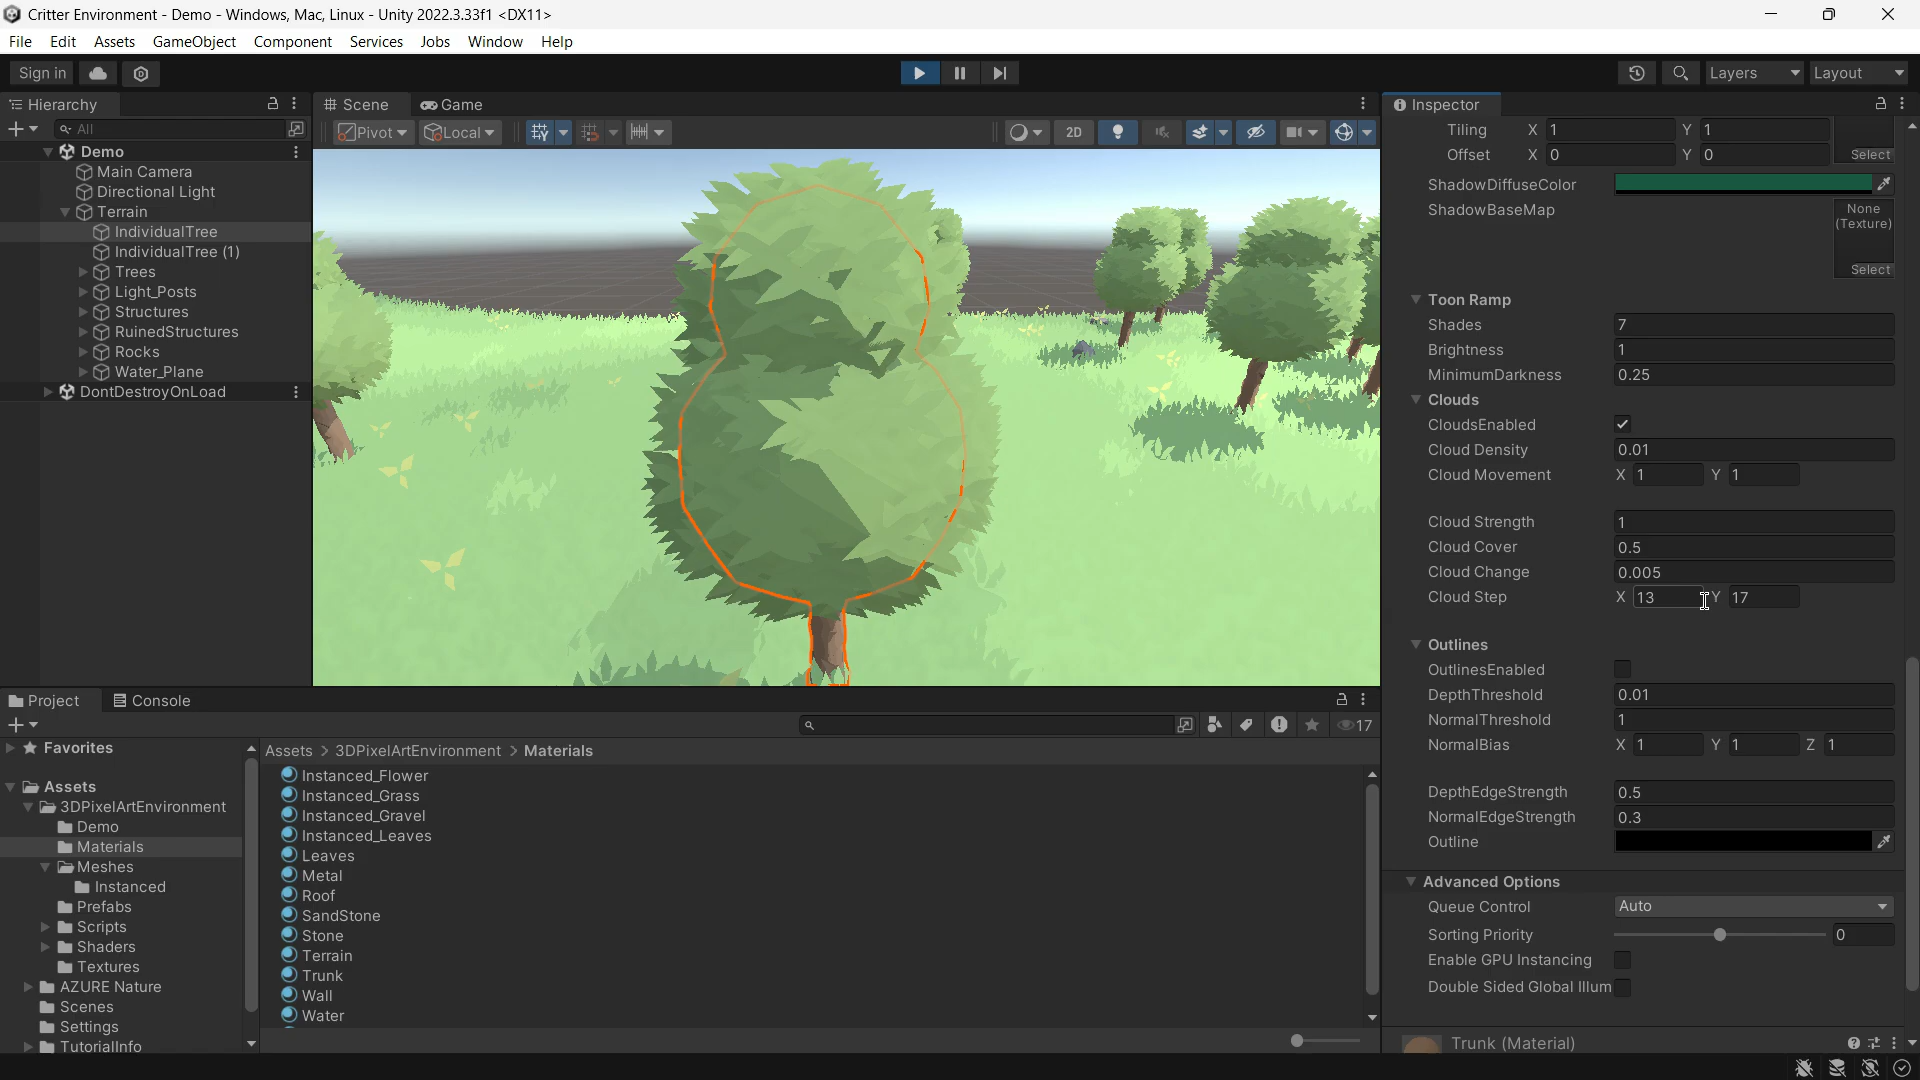 Critter Environment - Demo - Windows, Mac, Linux - Unity 2022.3.33f1 <DX11>
File Edit Assets GameObject Component Services Jobs Window Help
Sign in
Layers
Layout
Hierarchy
All
Demo
Main Camera
Directional Light
Terrain
IndividualTree
IndividualTree (1)
Trees
Light_Posts
Structures
RuinedStructures
Rocks
Water_Plane
DontDestroyOnLoad
Scene Game
Pivot Local 2D
Inspector
Tiling X 1 Y 1
Offset X 0 Y 0 Select
ShadowDiffuseColor
ShadowBaseMap
None
(Texture)
Select
Toon Ramp
Shades 7
Brightness 1
MinimumDarkness 0.25
Clouds
CloudsEnabled
Cloud Density 0.01
Cloud Movement X 1 Y 1
Cloud Strength 1
Cloud Cover 0.5
Cloud Change 0.005
Cloud Step X 13 Y 17
Outlines
OutlinesEnabled
DepthThreshold 0.01
NormalThreshold 1
NormalBias X 1 Y 1 Z 1
DepthEdgeStrength 0.5
NormalEdgeStrength 0.3
Outline
Advanced Options
Queue Control Auto
Sorting Priority 0
Enable GPU Instancing
Double Sided Global Illum
Trunk (Material)
Project Console
17
Favorites
Assets
3DPixelArtEnvironment
Demo
Materials
Meshes
Instanced
Prefabs
Scripts
Shaders
Textures
AZURE Nature
Scenes
Settings
TutorialInfo
Assets > 3DPixelArtEnvironment > Materials
Instanced_Flower
Instanced_Grass
Instanced_Gravel
Instanced_Leaves
Leaves
Metal
Roof
SandStone
Stone
Terrain
Trunk
Wall
Water